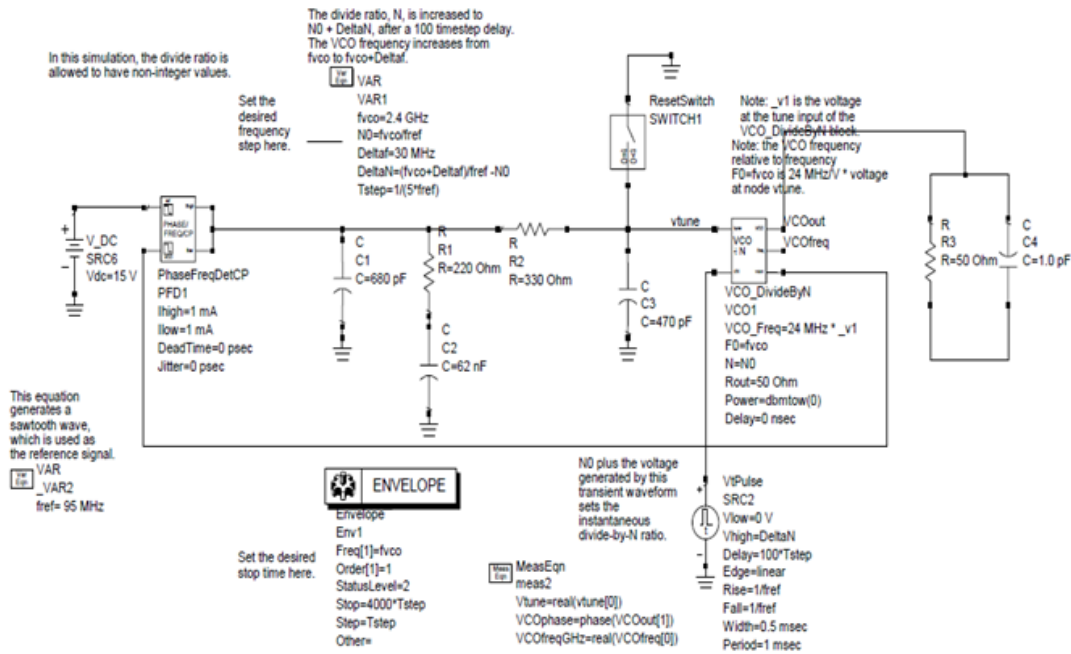 The divide ratio, N, is increased to
N0 + DeltaN, after a 100 timestep delay.
The VCO frequency increases from
fvco to fvco+Deltaf.
In this simulation, the divide ratio is
allowed to have non-integer values.
Var
Eqn
VAR
VAR1
fvco=2.4 GHz
N0=fvco/fref
Deltaf=30 MHz
DeltaN=(fvco+Deltaf)/fref -N0
Tstep=1/(5*fref)
Set the
desired
frequency
step here.
ResetSwitch
SWITCH1
Note: _v1 is the voltage
at the tune input of the
VCO_DivideByN block.
Note: the VCO frequency
relative to frequency
F0=fvco is 24 MHz/V * voltage
at node vtune.
V_DC
SRC6
Vdc=15 V
PHASE/
FREQ/CP
PhaseFreqDetCP
PFD1
Ihigh=1 mA
Ilow=1 mA
DeadTime=0 psec
Jitter=0 psec
C
C1
C=680 pF
R
R1
R=220 Ohm
C
C2
C=62 nF
R
R2
R=330 Ohm
C
C3
C=470 pF
vtune
VCO
÷ N
VCOout
VCOfreq
VCO_DivideByN
VCO1
VCO_Freq=24 MHz * _v1
F0=fvco
N=N0
Rout=50 Ohm
Power=dbmtow(0)
Delay=0 nsec
R
R3
R=50 Ohm
C
C4
C=1.0 pF
This equation
generates a
sawtooth wave,
which is used as
the reference signal.
Var
Eqn
VAR
_VAR2
fref= 95 MHz
ENVELOPE
Envelope
Env1
Freq[1]=fvco
Order[1]=1
StatusLevel=2
Stop=4000*Tstep
Step=Tstep
Other=
Set the desired
stop time here.
Meas
Eqn
MeasEqn
meas2
Vtune=real(vtune[0])
VCOphase=phase(VCOout[1])
VCOfreqGHz=real(VCOfreq[0])
N0 plus the voltage
generated by this
transient waveform
sets the
instantaneous
divide-by-N ratio.
VtPulse
SRC2
Vlow=0 V
Vhigh=DeltaN
Delay=100*Tstep
Edge=linear
Rise=1/fref
Fall=1/fref
Width=0.5 msec
Period=1 msec